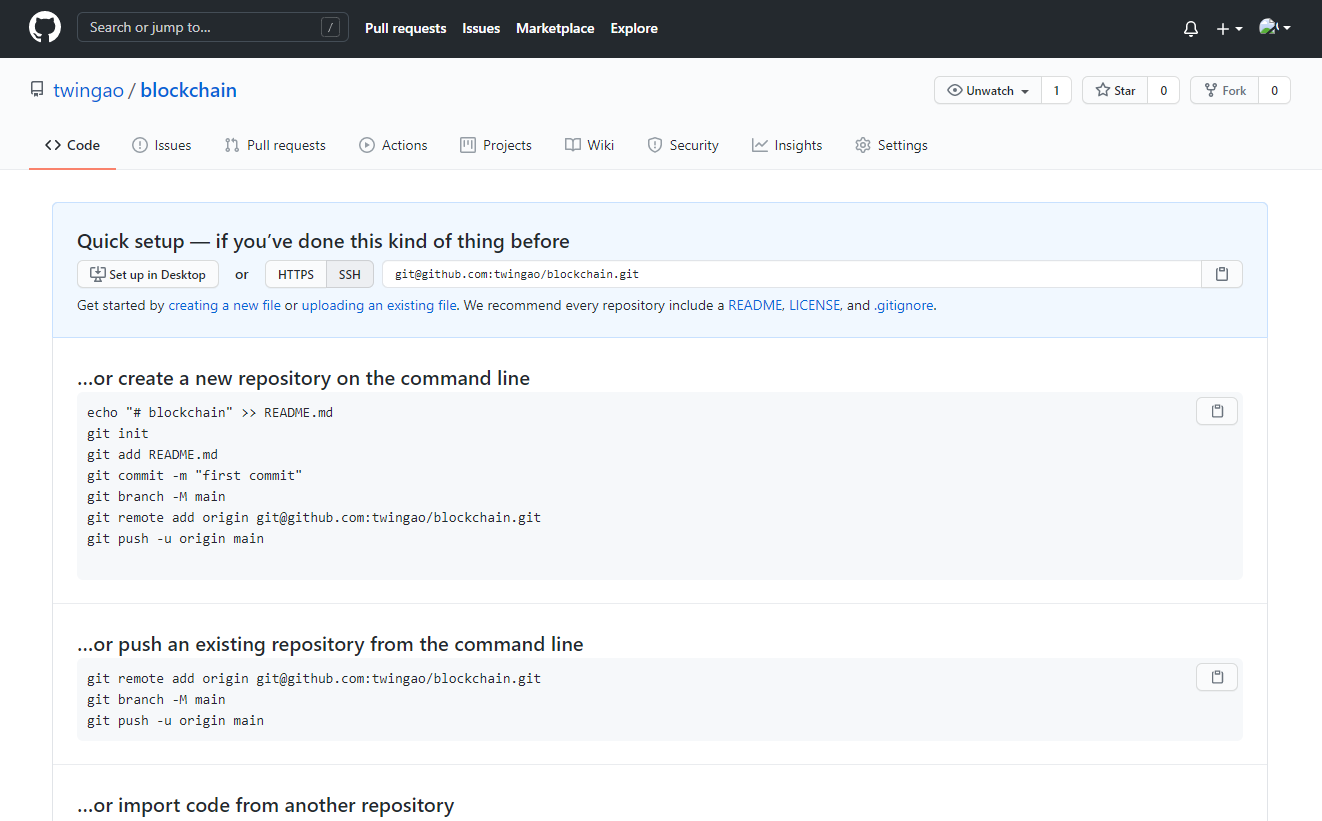 Search or jump to... /
Pull requests Issues Marketplace Explore
twingao / blockchain
Unwatch 1 Star 0 Fork 0
Code Issues Pull requests Actions Projects Wiki Security Insights Settings
Quick setup — if you’ve done this kind of thing before
Set up in Desktop or HTTPS SSH git@github.com:twingao/blockchain.git
Get started by creating a new file or uploading an existing file. We recommend every repository include a README, LICENSE, and .gitignore.
…or create a new repository on the command line
echo "# blockchain" >> README.md
git init
git add README.md
git commit -m "first commit"
git branch -M main
git remote add origin git@github.com:twingao/blockchain.git
git push -u origin main
…or push an existing repository from the command line
git remote add origin git@github.com:twingao/blockchain.git
git branch -M main
git push -u origin main
…or import code from another repository